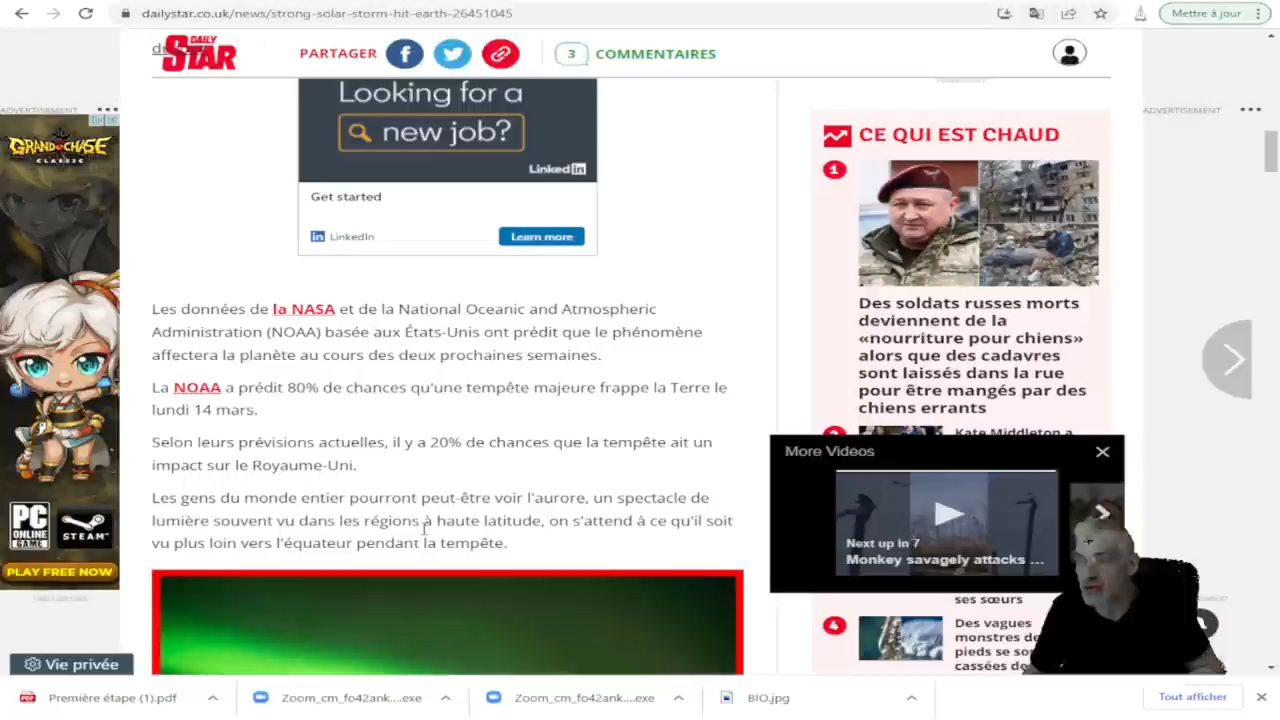 dailystar.co.uk/news/strong-solar-storm-hit-earth-26451045
Mettre à jour
DAILY
STAR
PARTAGER
3 COMMENTAIRES
ADVERTISEMENT
ADVERTISEMENT
GRAND CHASE
CLASSIC
PC
ONLINE
GAME
STEAM
PLAY FREE NOW
Looking for a
new job?
LinkedIn
Get started
LinkedIn
Learn more
Les données de la NASA et de la National Oceanic and Atmospheric
Administration (NOAA) basée aux États-Unis ont prédit que le phénomène
affectera la planète au cours des deux prochaines semaines.
La NOAA a prédit 80% de chances qu'une tempête majeure frappe la Terre le
lundi 14 mars.
Selon leurs prévisions actuelles, il y a 20% de chances que la tempête ait un
impact sur le Royaume-Uni.
Les gens du monde entier pourront peut-être voir l'aurore, un spectacle de
lumière souvent vu dans les régions à haute latitude, on s'attend à ce qu'il soit
vu plus loin vers l'équateur pendant la tempête.
CE QUI EST CHAUD
1
Des soldats russes morts
deviennent de la
«nourriture pour chiens»
alors que des cadavres
sont laissés dans la rue
pour être mangés par des
chiens errants
Kate Middleton a
More Videos
Next up in 7
Monkey savagely attacks ...
ses sœurs
4
Des vagues
monstres de
pieds se so
cassées de
Vie privée
Première étape (1).pdf
Zoom_cm_fo42ank....exe
Zoom_cm_fo42ank....exe
BIO.jpg
Tout afficher